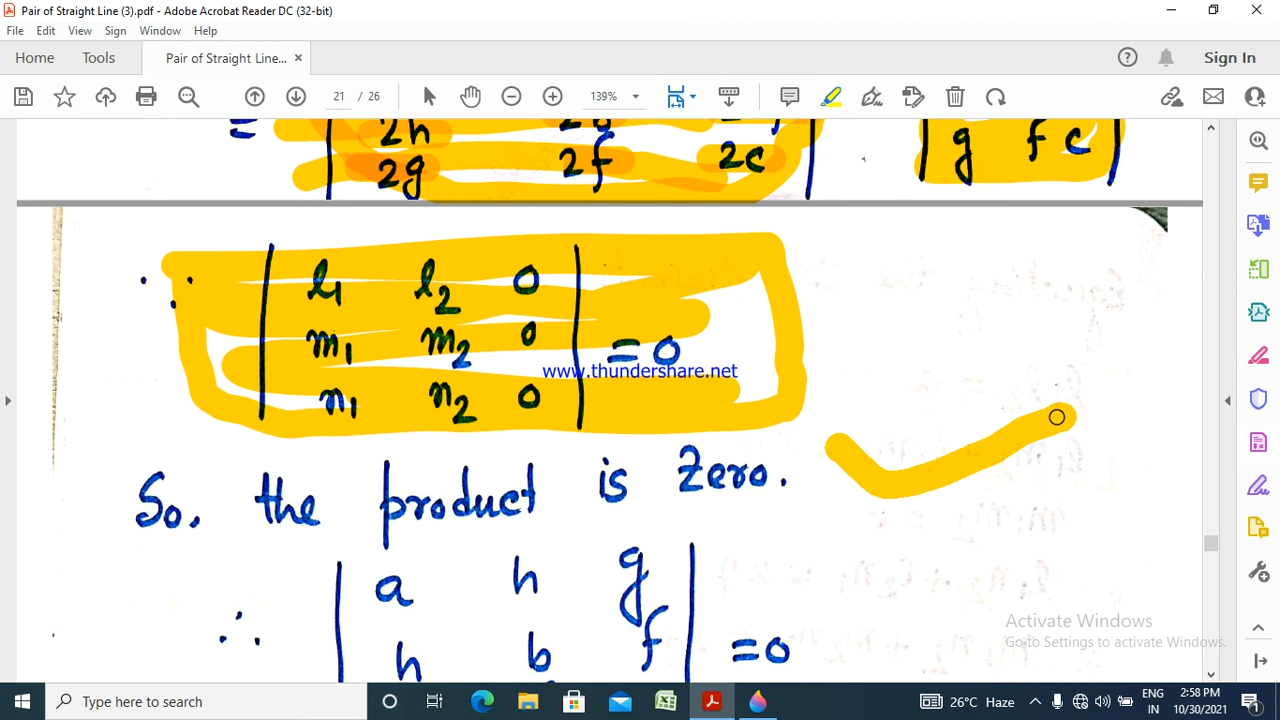 Pair of Straight Line (3).pdf - Adobe Acrobat Reader DC (32-bit)
File Edit View Sign Window Help
Home Tools Pair of Straight Line... × Sign In
21 / 26 139%
= 2h
2g 2f 2c g f c
∵ l₁ l₂ 0
m₁ m₂ 0 = 0
www.thundershare.net
n₁ n₂ 0
So, the product is Zero.
a h g
∴ h b f = 0
Activate Windows
Go to Settings to activate Windows.
Type here to search
26°C Haze
ENG
IN
2:58 PM
10/30/2021
1